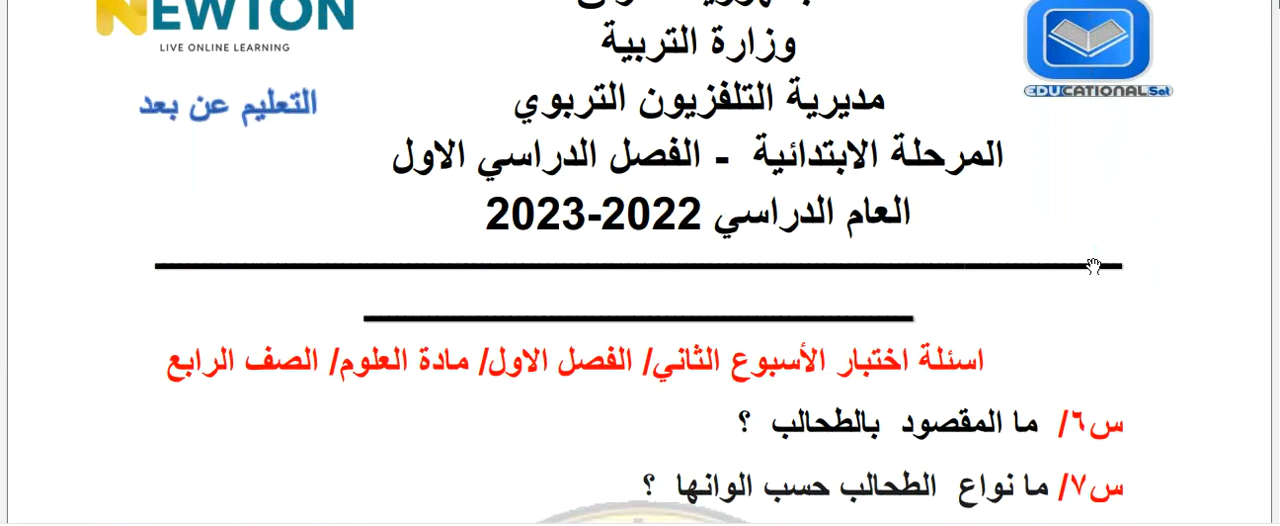 NEWTON
LIVE ONLINE LEARNING
التعليم عن بعد
EDUCATIONAL Set
وزارة التربية
مديرية التلفزيون التربوي
المرحلة الابتدائية - الفصل الدراسي الاول
العام الدراسي 2022-2023
اسئلة اختبار الأسبوع الثاني/ الفصل الاول/ مادة العلوم/ الصف الرابع
س٦/ ما المقصود بالطحالب ؟
س٧/ ما نواع الطحالب حسب الوانها ؟